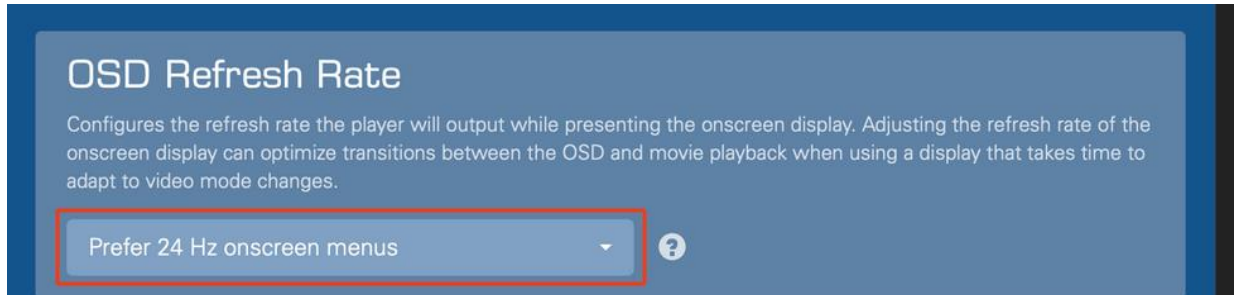 OSD Refresh Rate
Configures the refresh rate the player will output while presenting the onscreen display. Adjusting the refresh rate of the
onscreen display can optimize transitions between the OSD and movie playback when using a display that takes time to
adapt to video mode changes.
Prefer 24 Hz onscreen menus
?